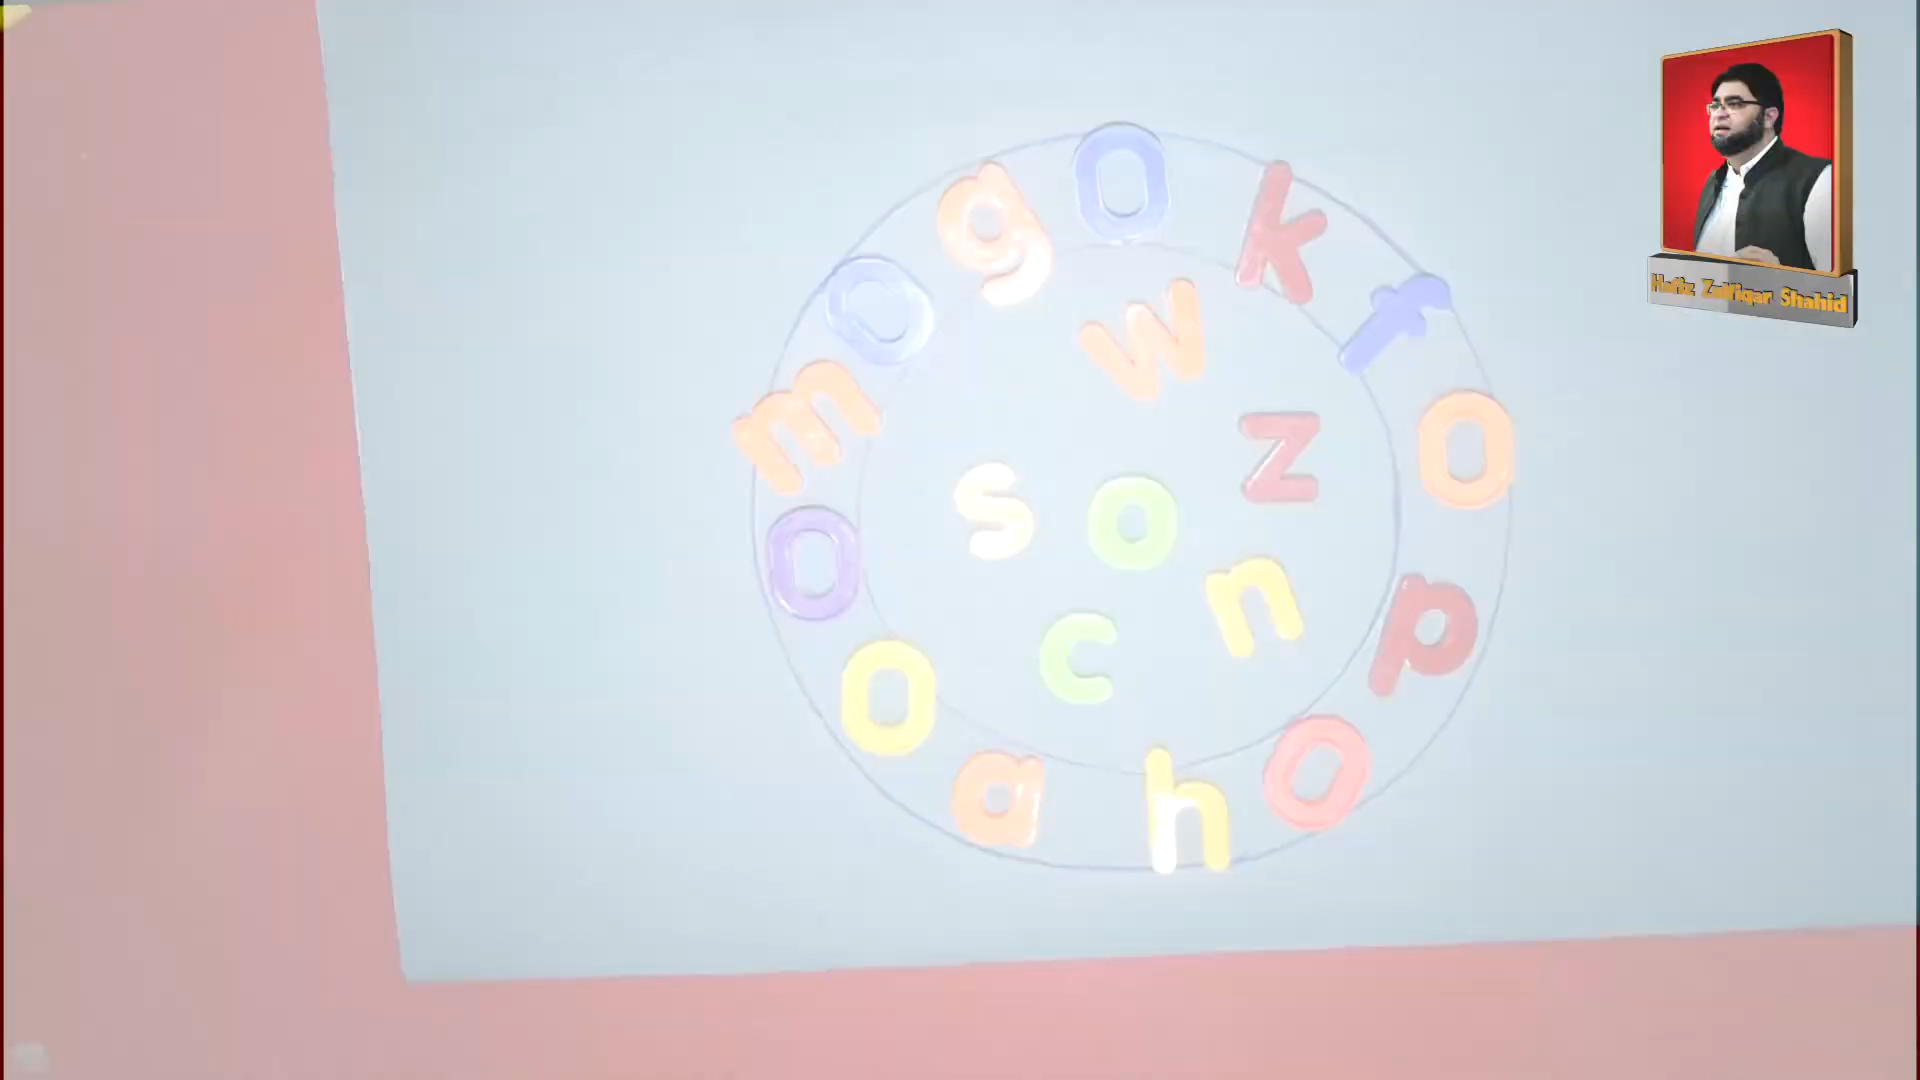 g o k
o f
w
m z o
s o
o n p
c
o o
a h
Hafiz Zulfiqar Shahid